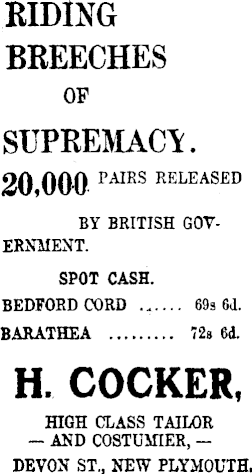 RIDING
BREECHES
OF
SUPREMACY.
20,000 PAIRS RELEASED
BY BRITISH GOV-
ERNMENT.
SPOT CASH.
BEDFORD CORD ...... 69s 6d.
BARATHEA ......... 72s 6d.
H. COCKER,
HIGH CLASS TAILOR
— AND COSTUMIER, —
DEVON ST., NEW PLYMOUTH.